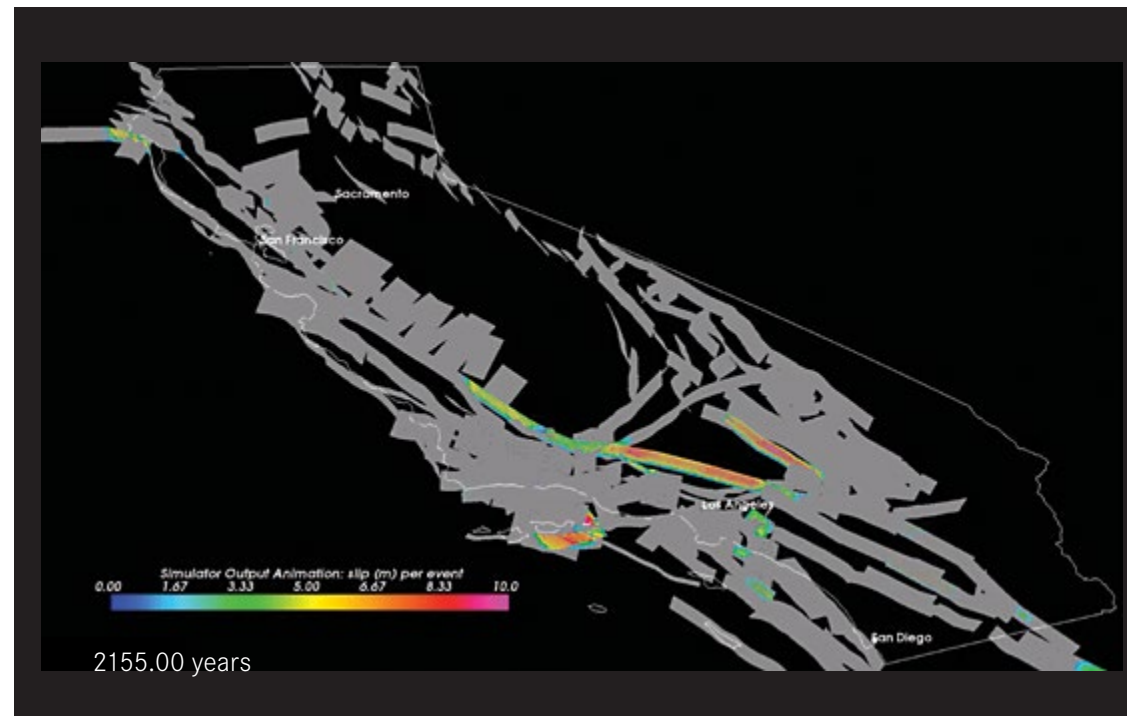 Sacramento
San Francisco
Los Angeles
Simulator Output Animation: slip (m) per event
0.00 1.67 3.33 5.00 6.67 8.33 10.0
San Diego
2155.00 years